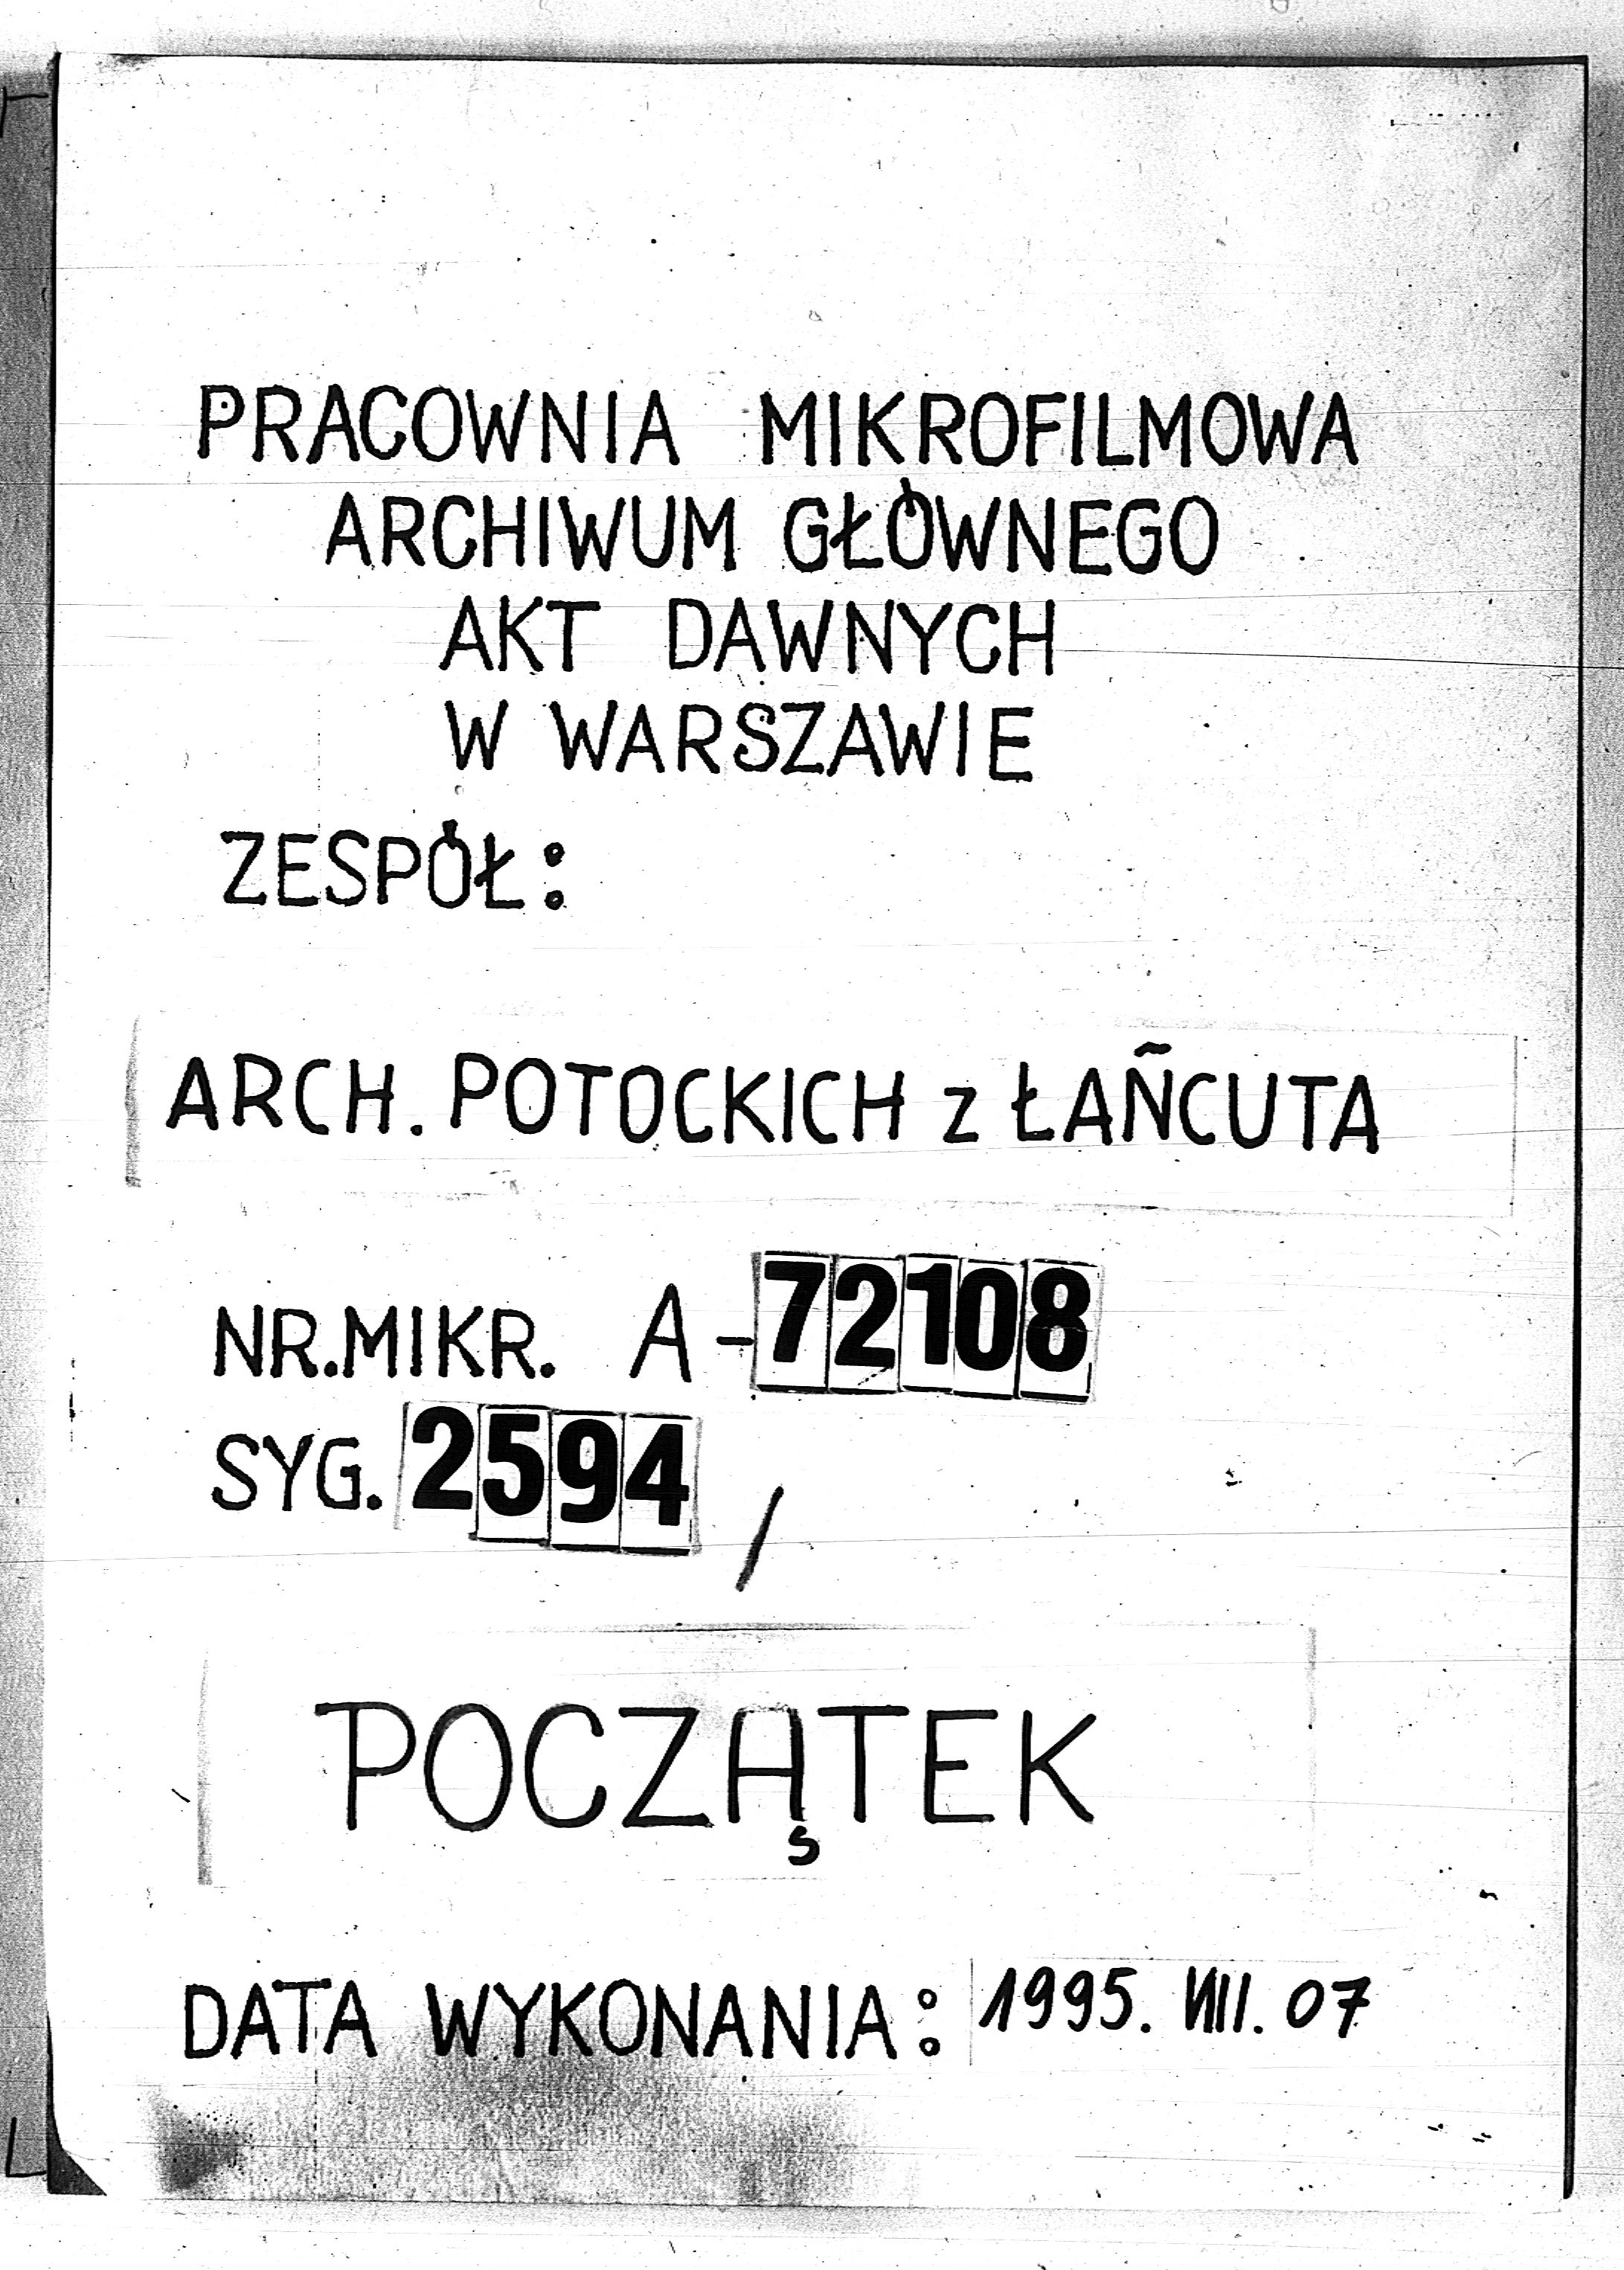 PRACOWNIA MIKROFILMOWA
ARCHIWUM GŁÓWNEGO
AKT DAWNYCH
W WARSZAWIE
ZESPÓŁ:
ARCH. POTOCKICH z ŁAŃCUTA
NR.MIKR. A-72108
SYG. 2594 /
POCZĄTEK
DATA WYKONANIA: 1995. VIII. 07